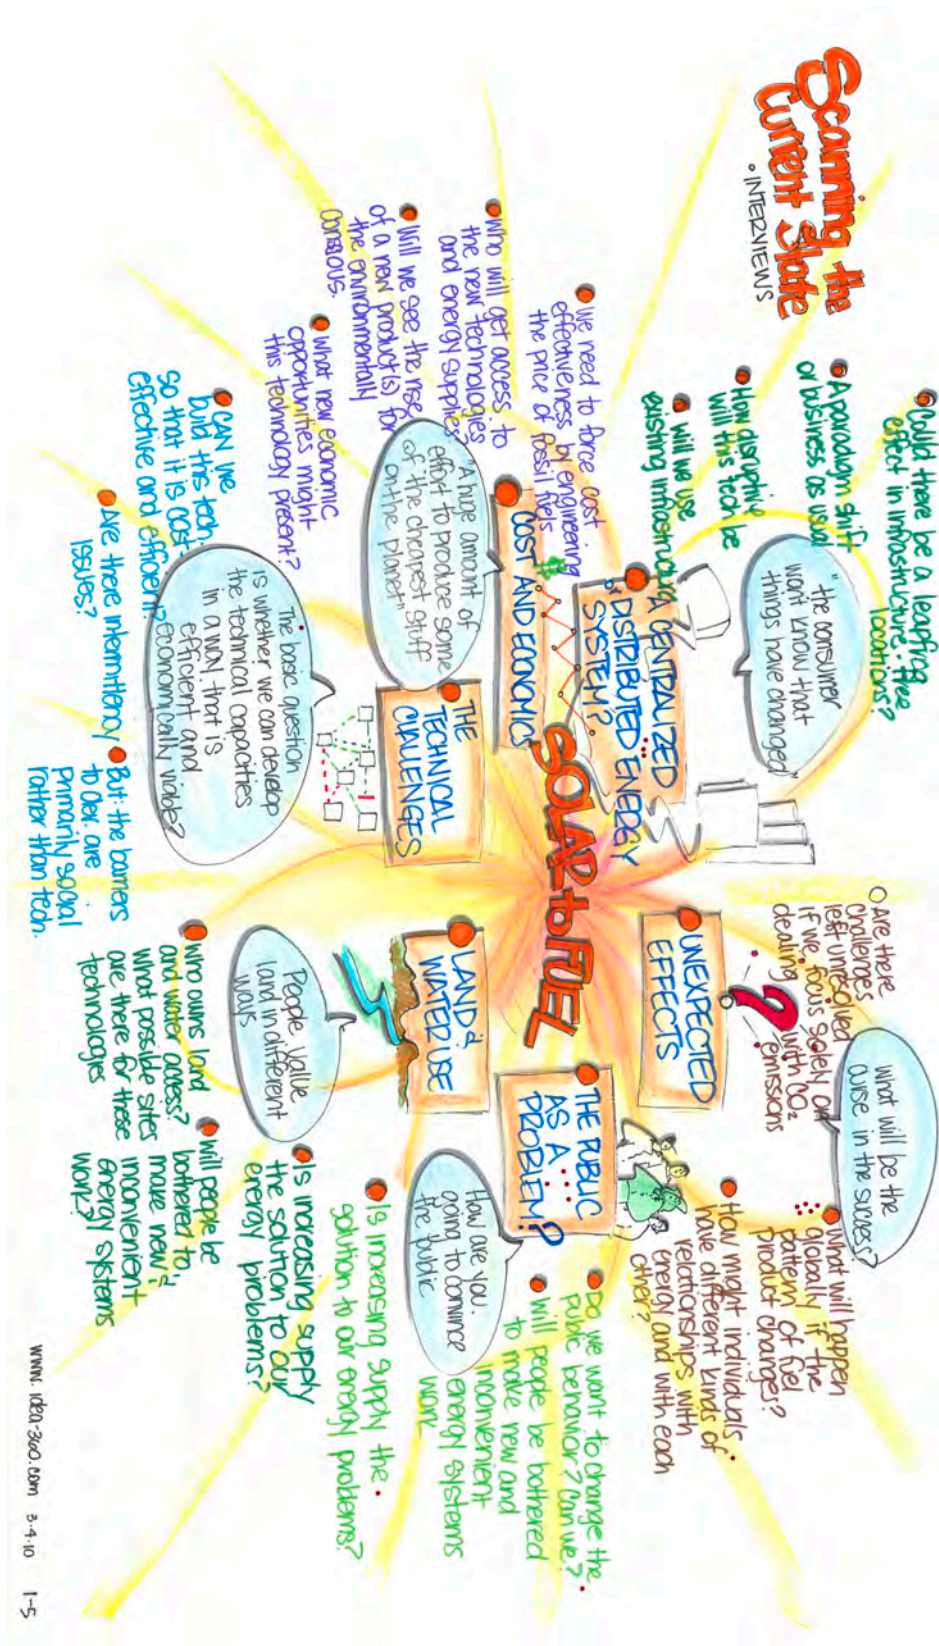 Scanning the
Current State
• INTERVIEWS
Could there be a leapfrog
effect in infrastructure-free
locations?
A paradigm shift
or business as usual
How disruptive
will this tech be
Will we use
existing infrastructure
"the consumer
won't know that
things have changed"
A CENTRALIZED
or DISTRIBUTED ENERGY
SYSTEM?
We need to force cost
effectiveness by engineering
the price of fossil fuels
Who will get access to
the new technologies
and energy supplies
Will we see the rise
of a new product(s) for
the environmentally
conscious.
What new economic
opportunities might
this technology present?
"A huge amount of
effort to produce some
of the cheapest stuff
on the planet"
$
COST AND ECONOMICS
CAN we
build this tech.
so that it is cost-
effective and efficient?
Are there intermittency
issues?
But: the barriers
to
are
primarily social
rather than tech.
The basic question
is whether we can develop
the technical capacities
in a way that is
efficient and
economically viable?
THE
TECHNICAL
CHALLENGES
SOLAR to FUEL
UNEXPECTED
EFFECTS
?
Are there
challenges
left unresolved
if we focus solely on
dealing with CO2
emissions
What will be the
curse in the success?
What will happen
globally if the
pattern of fuel
product changes?
How might individuals
have different kinds of
relationships with
energy and with each
other?
THE PUBLIC
AS A ...
PROBLEM?
How are you
going to convince
the public
Do we want to change the
public behavior? Can we?
Will people be bothered
to make new and
inconvenient
energy systems
work
Is increasing supply the
solution to our energy problems?
LAND &
WATER USE
People value
land in different
ways
Who owns land
and water access?
What possible sites
are there for these
technologies
Will people be
bothered to
make new &
inconvenient
energy systems
work?
Is increasing supply
the solution to our
energy problems?
www.idea-360.com 3-4-10 1-5